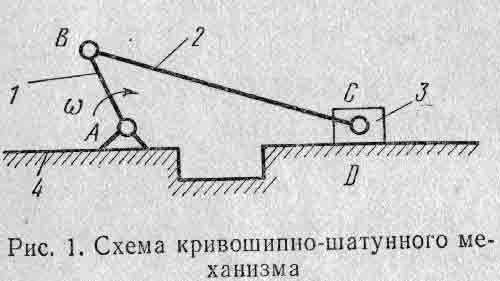 B
2
1
ω
A
C
3
4
D
Рис. 1. Схема кривошипно-шатунного ме-
ханизма